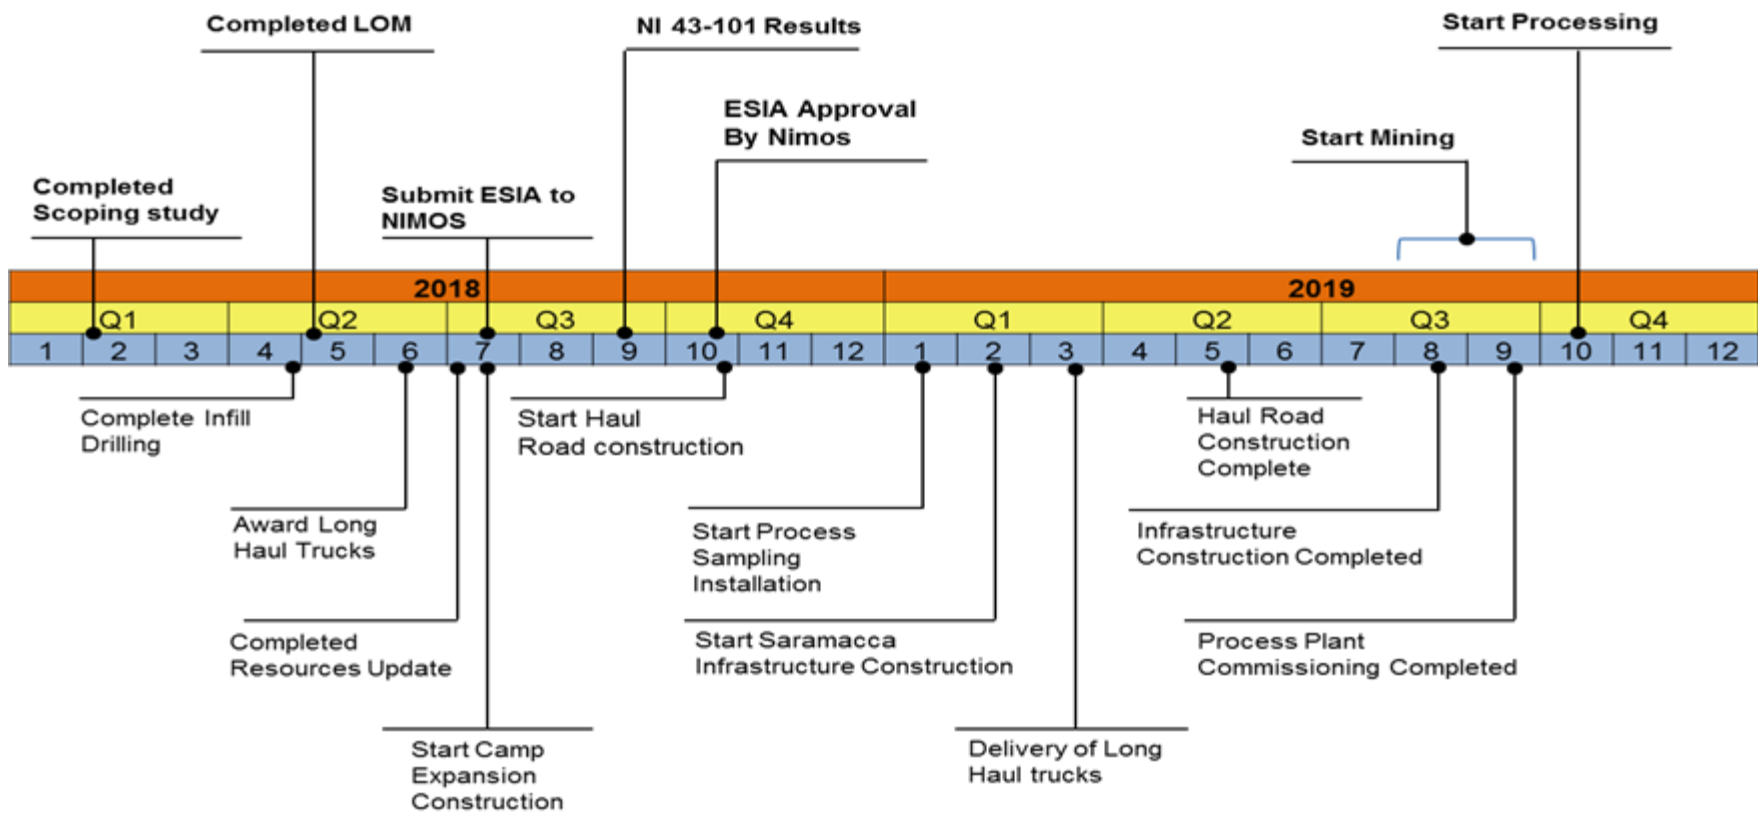 Completed LOM
NI 43-101 Results
Start Processing
ESIA Approval
By Nimos
Start Mining
Completed
Scoping study
Submit ESIA to
NIMOS
2018 2019
Q1 Q2 Q3 Q4 Q1 Q2 Q3 Q4
1 2 3 4 5 6 7 8 9 10 11 12 1 2 3 4 5 6 7 8 9 10 11 12
Complete Infill
Drilling
Start Haul
Road construction
Haul Road
Construction
Complete
Award Long
Haul Trucks
Start Process
Sampling
Installation
Infrastructure
Construction Completed
Completed
Resources Update
Start Saramacca
Infrastructure Construction
Process Plant
Commissioning Completed
Start Camp
Expansion
Construction
Delivery of Long
Haul trucks